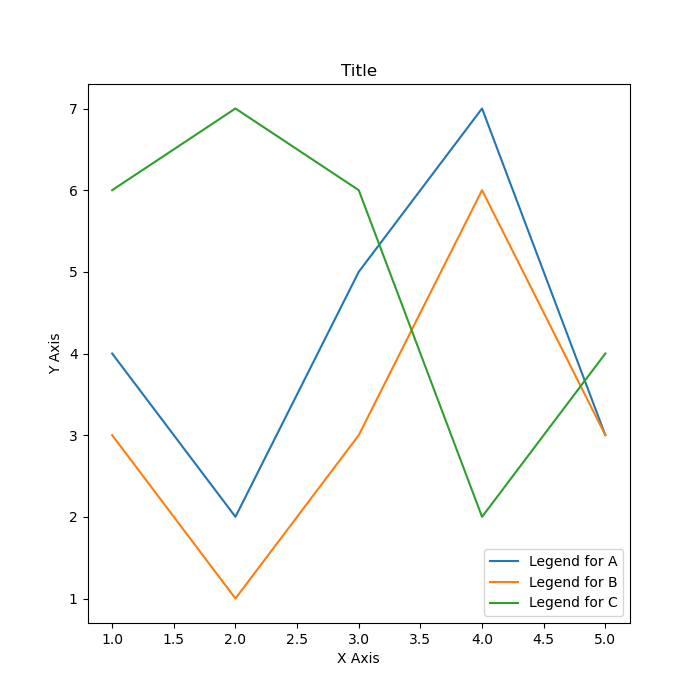 Title
7
6
5
4
3
2
1
Y Axis
Legend for A
Legend for B
Legend for C
1.0 1.5 2.0 2.5 3.0 3.5 4.0 4.5 5.0
X Axis